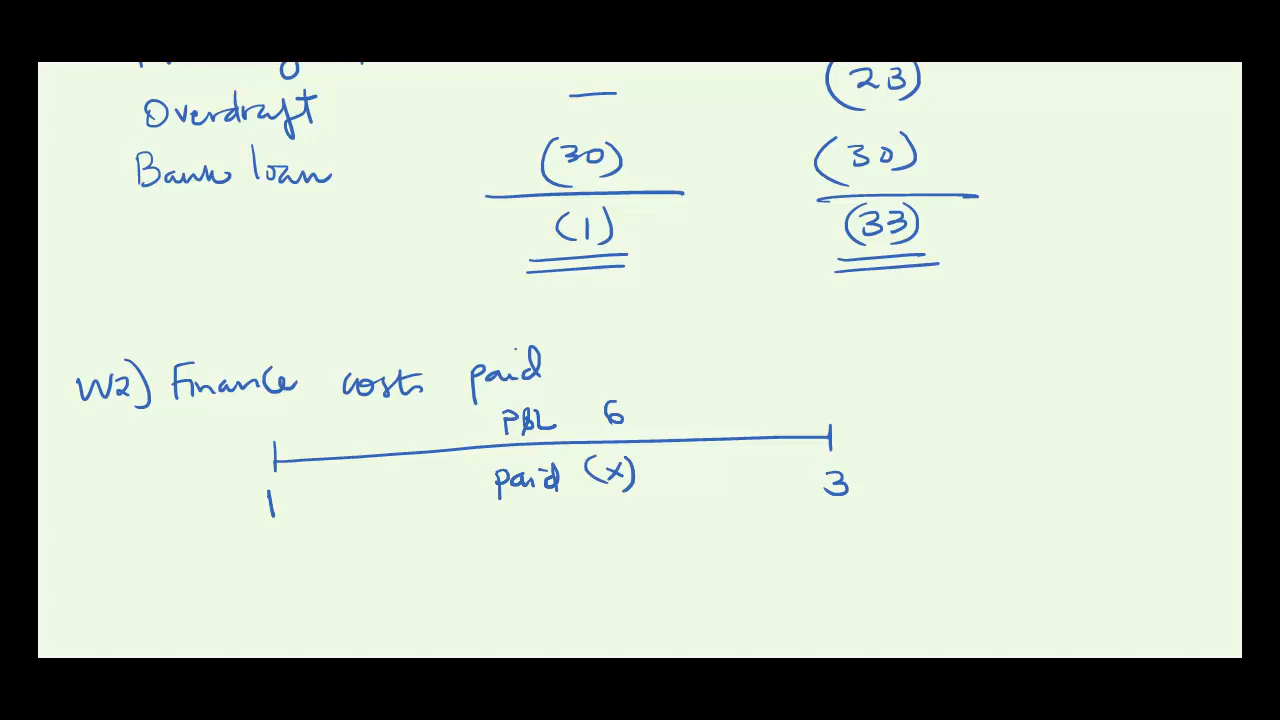 (23)
Overdraft —
Bank loan (30) (30)
(1) (33)
W2) Finance costs paid
P&L 6
paid (x)
1 3